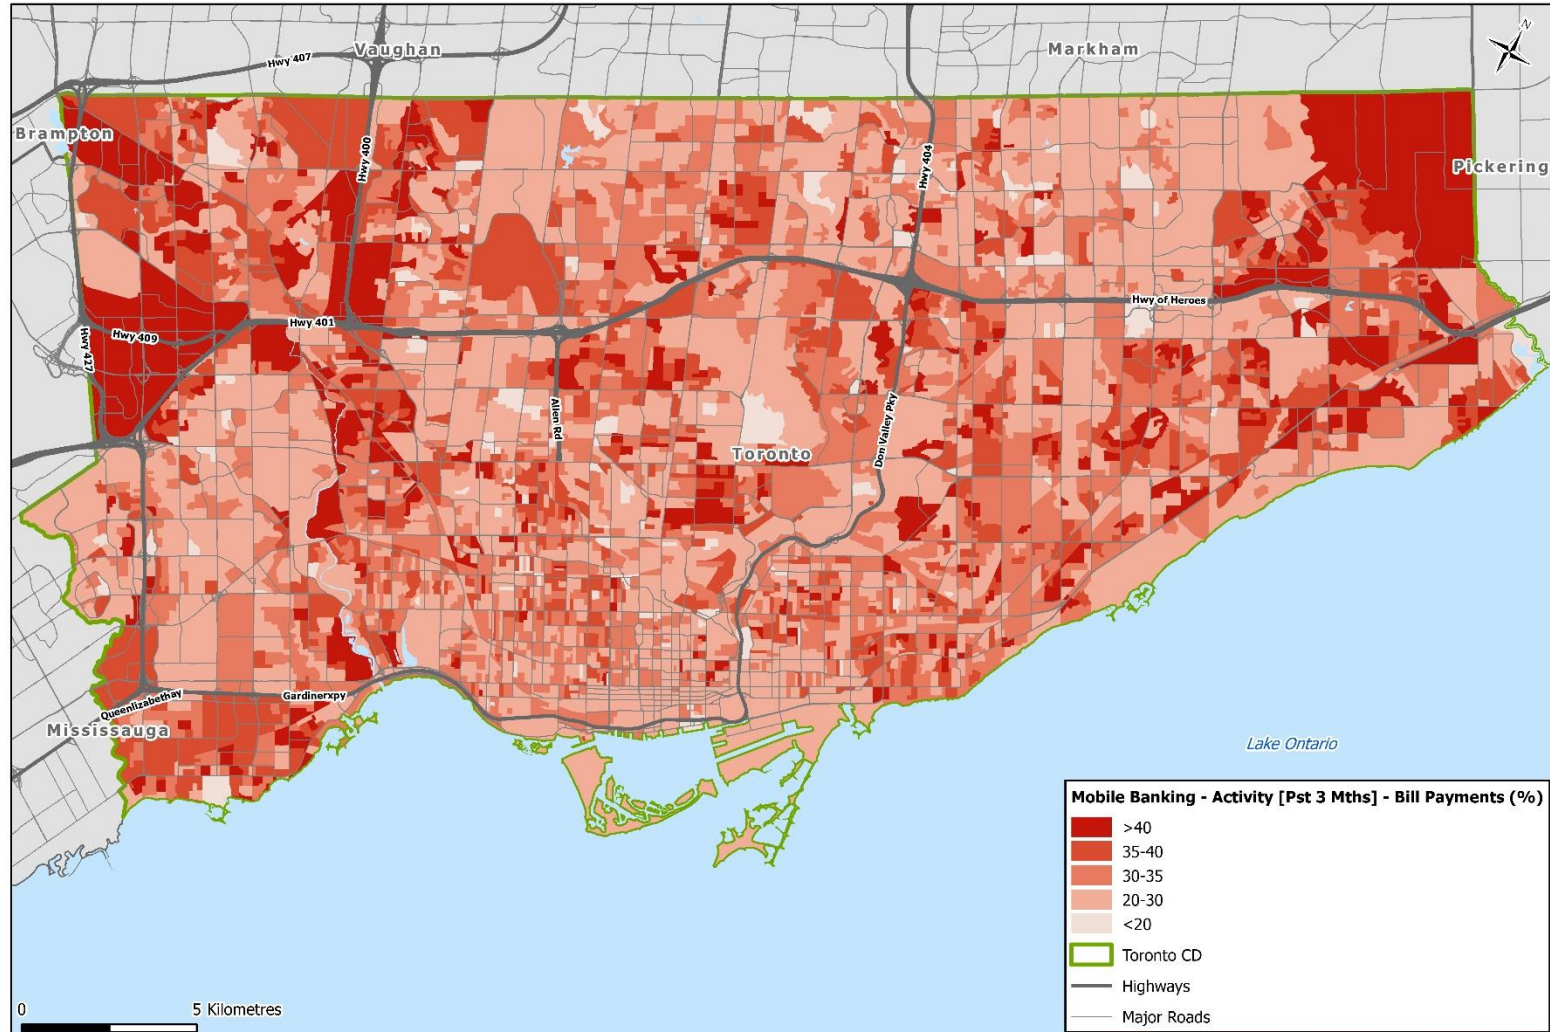 N
Vaughan
Markham
Hwy 407
Brampton
Hwy 400
Hwy 404
Pickering
Hwy of Heroes
Hwy 401
Hwy 409
Hwy 427
Allen Rd
Don Valley Pky
Toronto
Queenlizabethay
Gardinerxpy
Mississauga
Lake Ontario
Mobile Banking - Activity [Pst 3 Mths] - Bill Payments (%)
>40
35-40
30-35
20-30
<20
Toronto CD
Highways
Major Roads
0 5 Kilometres